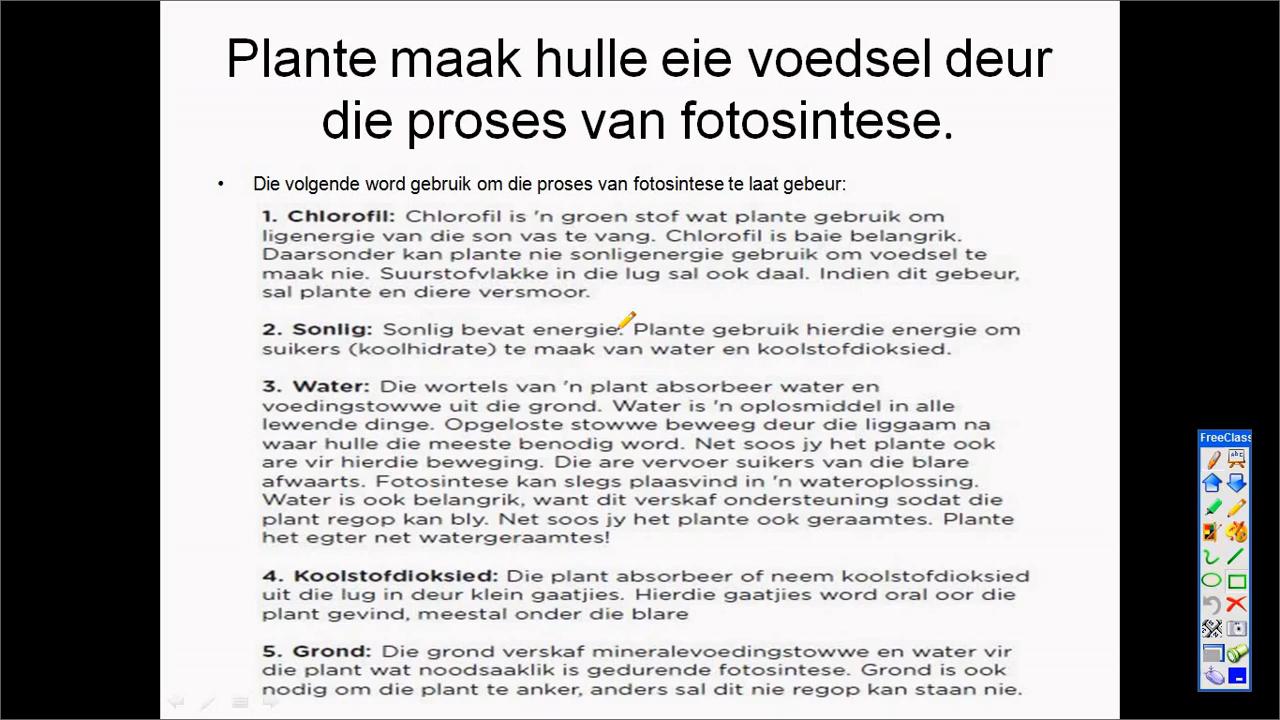 Plante maak hulle eie voedsel deur
die proses van fotosintese.
• Die volgende word gebruik om die proses van fotosintese te laat gebeur:
1. Chlorofil: Chlorofil is 'n groen stof wat plante gebruik om
ligenergie van die son vas te vang. Chlorofil is baie belangrik.
Daarsonder kan plante nie sonligenergie gebruik om voedsel te
maak nie. Suurstofvlakke in die lug sal ook daal. Indien dit gebeur,
sal plante en diere versmoor.
2. Sonlig: Sonlig bevat energie. Plante gebruik hierdie energie om
suikers (koolhidrate) te maak van water en koolstofdioksied.
3. Water: Die wortels van 'n plant absorbeer water en
voedingstowwe uit die grond. Water is 'n oplosmiddel in alle
lewende dinge. Opgeloste stowwe beweeg deur die liggaam na
waar hulle die meeste benodig word. Net soos jy het plante ook
are vir hierdie beweging. Die are vervoer suikers van die blare
afwaarts. Fotosintese kan slegs plaasvind in 'n wateroplossing.
Water is ook belangrik, want dit verskaf ondersteuning sodat die
plant regop kan bly. Net soos jy het plante ook geraamtes. Plante
het egter net watergeraamtes!
4. Koolstofdioksied: Die plant absorbeer of neem koolstofdioksied
uit die lug in deur klein gaatjies. Hierdie gaatjies word oral oor die
plant gevind, meestal onder die blare
5. Grond: Die grond verskaf mineralevoedingstowwe en water vir
die plant wat noodsaaklik is gedurende fotosintese. Grond is ook
nodig om die plant te anker, anders sal dit nie regop kan staan nie.
FreeClass
abc